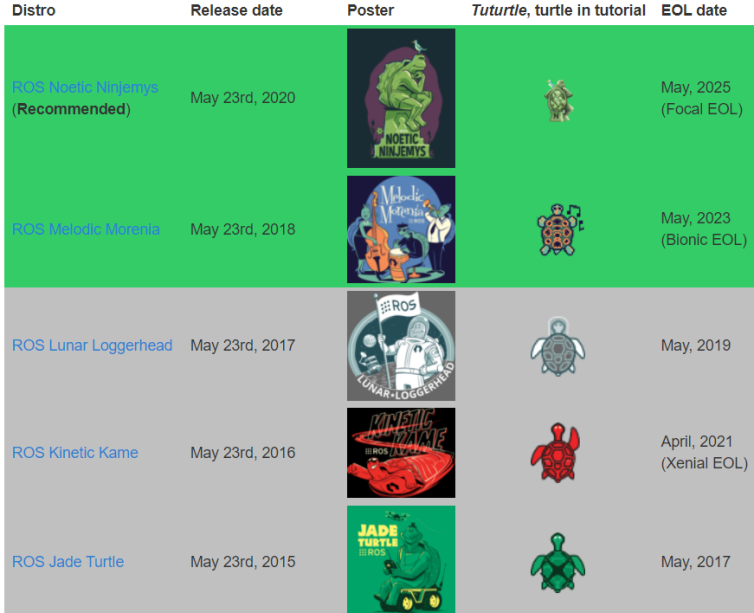 Distro Release date Poster Tuturtle, turtle in tutorial EOL date
ROS Noetic Ninjemys
(Recommended)
May 23rd, 2020
NOETIC
NINJEMYS
May, 2025
(Focal EOL)
ROS Melodic Morenia
May 23rd, 2018
Melodic
Morenia
May, 2023
(Bionic EOL)
ROS Lunar Loggerhead
May 23rd, 2017
ROS
LUNAR•LOGGERHEAD
May, 2019
ROS Kinetic Kame
May 23rd, 2016
KINETIC
KAME
ROS
April, 2021
(Xenial EOL)
ROS Jade Turtle
May 23rd, 2015
JADE
TURTLE
ROS
May, 2017